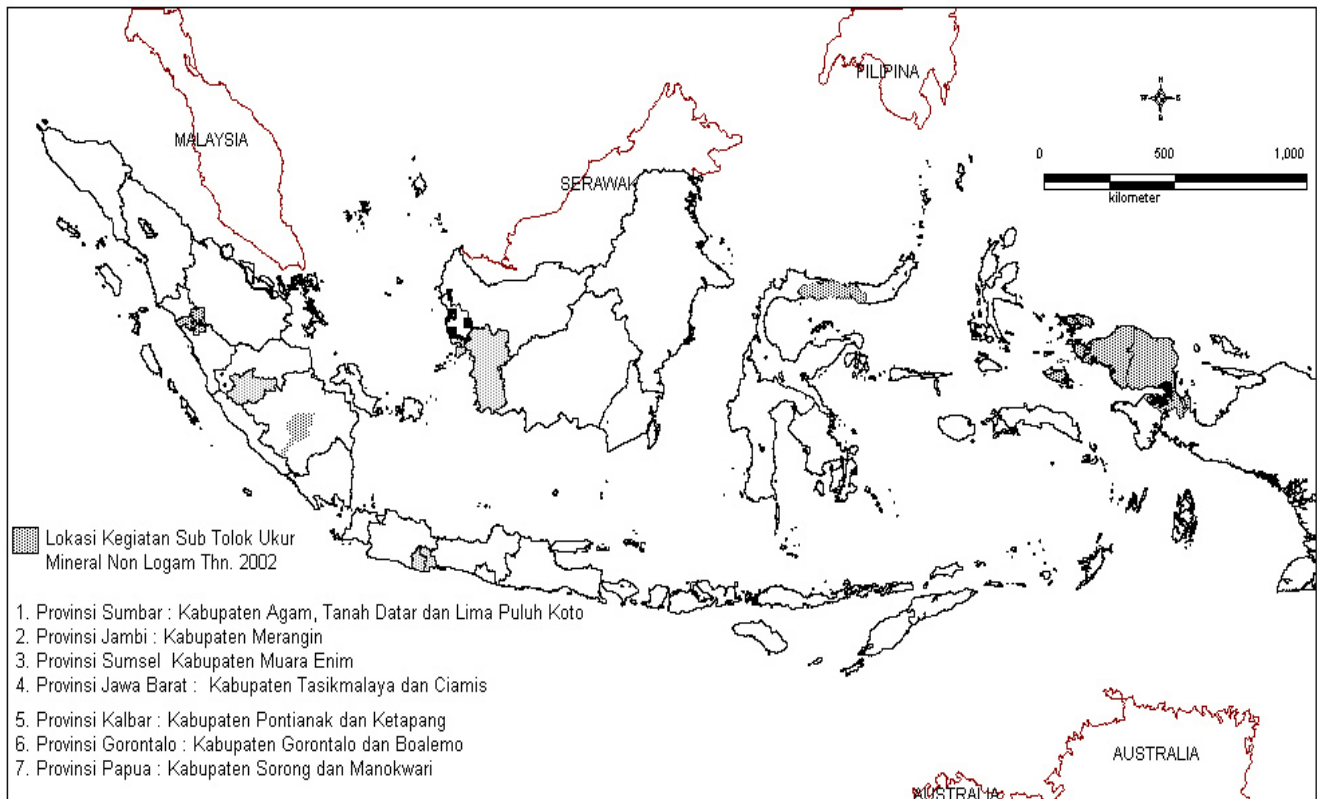 PILIPINA
N
W E
S
MALAYSIA
0 500 1,000
SERAWAK
kilometer
Lokasi Kegiatan Sub Tolok Ukur
Mineral Non Logam Thn. 2002
1. Provinsi Sumbar : Kabupaten Agam, Tanah Datar dan Lima Puluh Koto
2. Provinsi Jambi : Kabupaten Merangin
3. Provinsi Sumsel Kabupaten Muara Enim
4. Provinsi Jawa Barat : Kabupaten Tasikmalaya dan Ciamis
5. Provinsi Kalbar : Kabupaten Pontianak dan Ketapang
6. Provinsi Gorontalo : Kabupaten Gorontalo dan Boalemo
7. Provinsi Papua : Kabupaten Sorong dan Manokwari
AUSTRALIA
AUSTRALIA